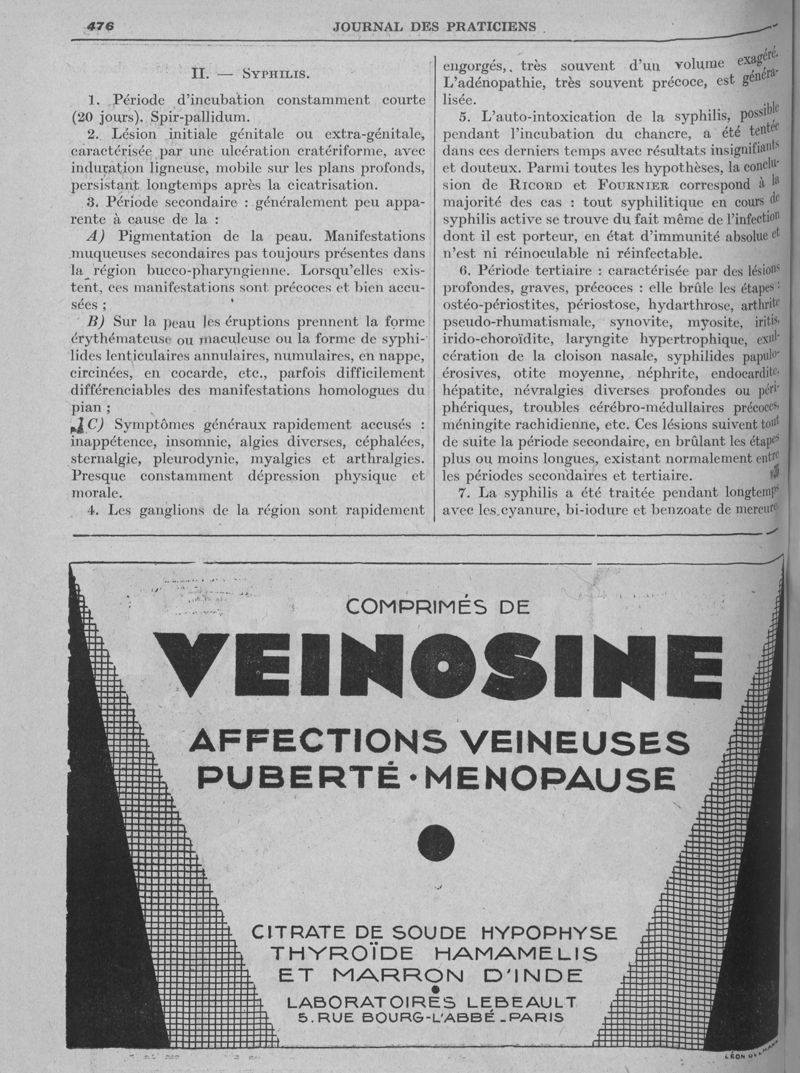 476
JOURNAL DES PRATICIENS
II. — SYPHILIS.
1. Période d'incubation constamment courte
(20 jours). Spir-pallidum.
2. Lésion initiale génitale ou extra-génitale,
caractérisée par une ulcération cratériforme, avec
induration ligneuse, mobile sur les plans profonds,
persistant longtemps après la cicatrisation.
3. Période secondaire : généralement peu appa-
rente à cause de la :
A) Pigmentation de la peau. Manifestations
muqueuses secondaires pas toujours présentes dans
la région bucco-pharyngienne. Lorsqu'elles exis-
tent, ces manifestations sont précoces et bien accu-
sées ;
B) Sur la peau les éruptions prennent la forme
érythémateuse ou maculeuse ou la forme de syphi-
lides lenticulaires annulaires, numulaires, en nappe,
circinées, en cocarde, etc., parfois difficilement
différenciables des manifestations homologues du
pian ;
C) Symptômes généraux rapidement accusés :
inappétence, insomnie, algies diverses, céphalées,
sternalgie, pleurodynie, myalgies et arthralgies.
Presque constamment dépression physique et
morale.
4. Les ganglions de la région sont rapidement
engorgés, très souvent d'un volume exagéré.
L'adénopathie, très souvent précoce, est généra-
lisée.
5. L'auto-intoxication de la syphilis, possible
pendant l'incubation du chancre, a été tentée
dans ces derniers temps avec résultats insignifiants
et douteux. Parmi toutes les hypothèses, la conclu-
sion de RICORD et FOURNIER correspond à la
majorité des cas : tout syphilitique en cours de
syphilis active se trouve du fait même de l'infection
dont il est porteur, en état d'immunité absolue et
n'est ni réinoculable ni réinfectable.
6. Période tertiaire : caractérisée par des lésions
profondes, graves, précoces : elle brûle les étapes :
ostéo-périostites, périostose, hydarthrose, arthrite
pseudo-rhumatismale, synovite, myosite, iritis,
irido-choroïdite, laryngite hypertrophique, exul-
cération de la cloison nasale, syphilides papulo-
érosives, otite moyenne, néphrite, endocardite,
hépatite, névralgies diverses profondes ou péri-
phériques, troubles cérébro-médullaires précoces,
méningite rachidienne, etc. Ces lésions suivent tout
de suite la période secondaire, en brûlant les étapes
plus ou moins longues, existant normalement entre
les périodes secondaires et tertiaire.
7. La syphilis a été traitée pendant longtemps
avec les cyanure, bi-iodure et benzoate de mercure
COMPRIMÉS DE
VEINOSINE
AFFECTIONS VEINEUSES
PUBERTÉ • MENOPAUSE
CITRATE DE SOUDE HYPOPHYSE
THYROÏDE HAMAMELIS
ET MARRON D'INDE
LABORATOIRES LEBEAULT
5. RUE BOURG-L'ABBÉ - PARIS
LÉON